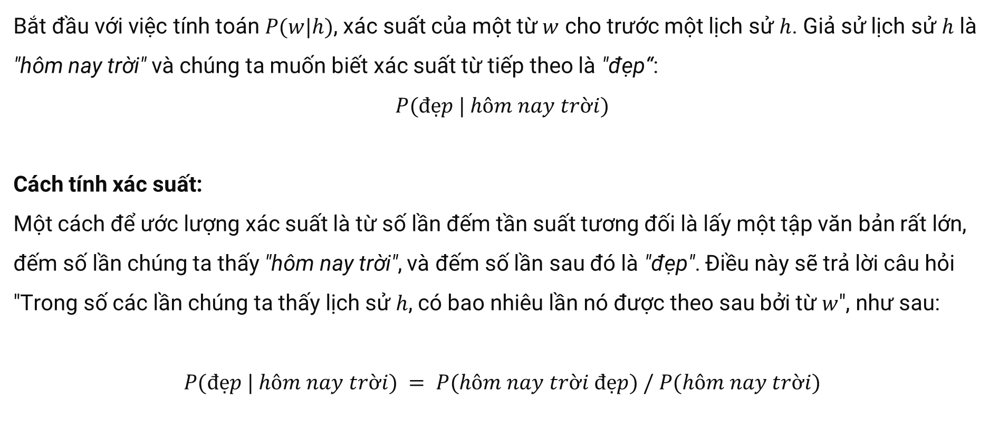 Bắt đầu với việc tính toán P(w|h), xác suất của một từ w cho trước một lịch sử h. Giả sử lịch sử h là
"hôm nay trời" và chúng ta muốn biết xác suất từ tiếp theo là "đẹp“:
P(đẹp | hôm nay trời)
Cách tính xác suất:
Một cách để ước lượng xác suất là từ số lần đếm tần suất tương đối là lấy một tập văn bản rất lớn,
đếm số lần chúng ta thấy "hôm nay trời", và đếm số lần sau đó là "đẹp". Điều này sẽ trả lời câu hỏi
"Trong số các lần chúng ta thấy lịch sử h, có bao nhiêu lần nó được theo sau bởi từ w", như sau:
P(đẹp | hôm nay trời) = P(hôm nay trời đẹp) / P(hôm nay trời)